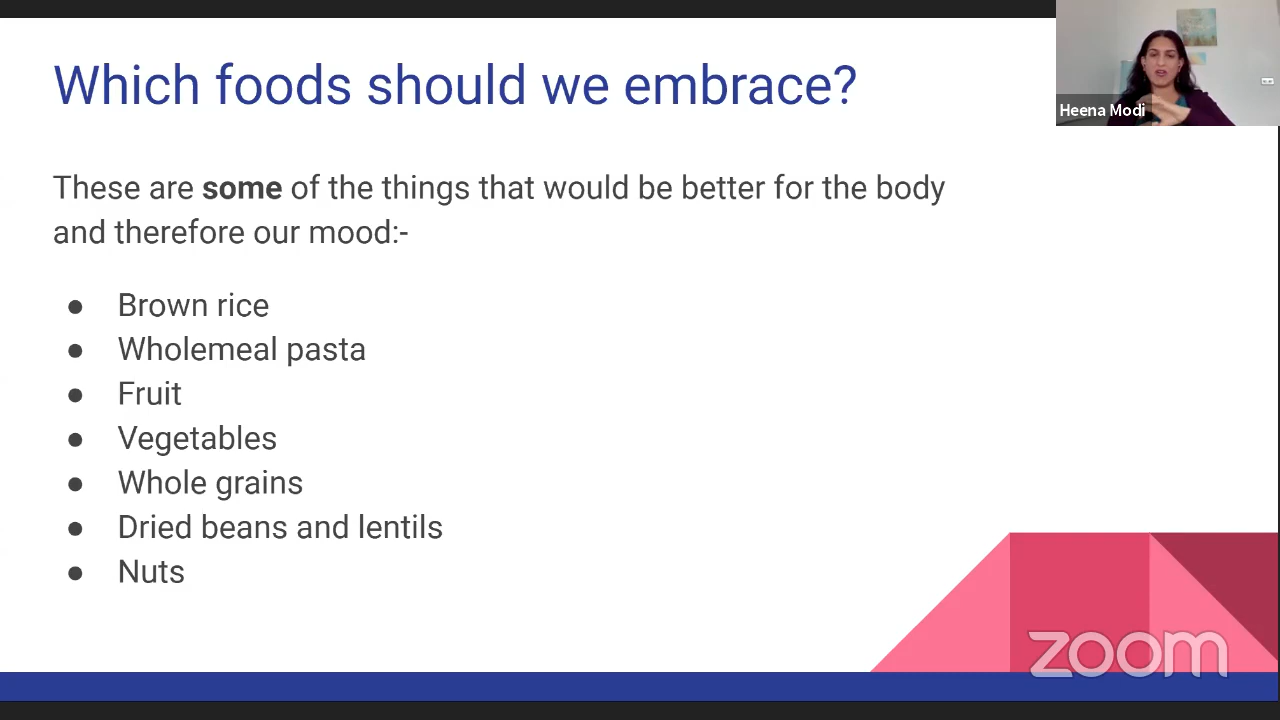 Which foods should we embrace?
Heena Modi
These are some of the things that would be better for the body
and therefore our mood:-
● Brown rice
● Wholemeal pasta
● Fruit
● Vegetables
● Whole grains
● Dried beans and lentils
● Nuts
zoom